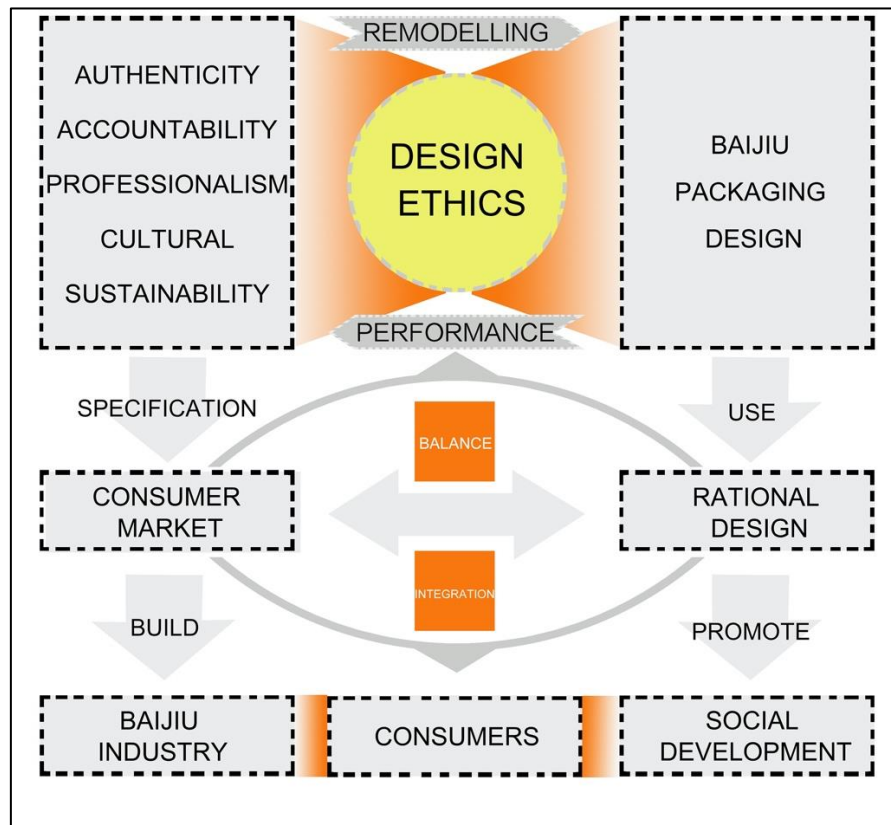 REMODELLING
AUTHENTICITY
ACCOUNTABILITY
PROFESSIONALISM
CULTURAL
SUSTAINABILITY
DESIGN
ETHICS
BAIJIU
PACKAGING
DESIGN
PERFORMANCE
SPECIFICATION
USE
BALANCE
CONSUMER
MARKET
RATIONAL
DESIGN
INTEGRATION
BUILD
PROMOTE
BAIJIU
INDUSTRY
CONSUMERS
SOCIAL
DEVELOPMENT